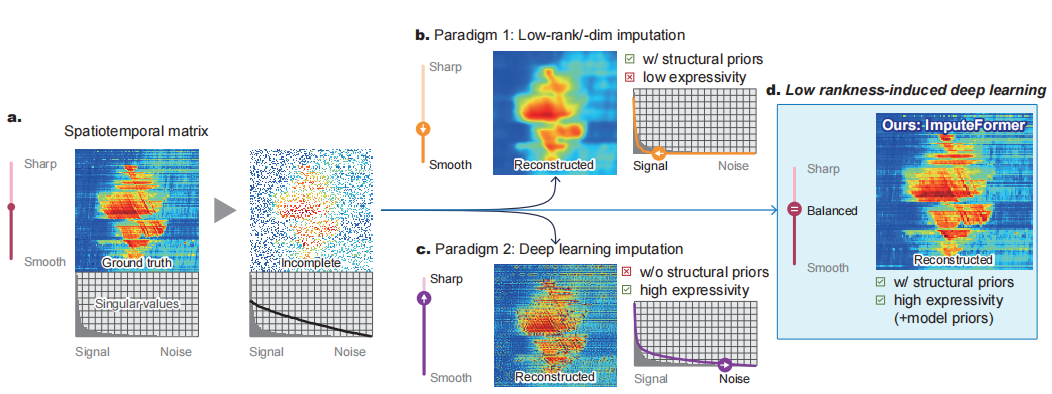 a.
Spatiotemporal matrix
Sharp
Smooth
Ground truth
Incomplete
Singular values
Signal
Noise
Signal
Noise
b. Paradigm 1: Low-rank/-dim imputation
Sharp
Smooth
Reconstructed
w/ structural priors
low expressivity
Signal
Noise
c. Paradigm 2: Deep learning imputation
Sharp
Smooth
Reconstructed
w/o structural priors
high expressivity
Signal
Noise
d. Low rankness-induced deep learning
Ours: ImputeFormer
Sharp
Balanced
Smooth
Reconstructed
w/ structural priors
high expressivity
(+model priors)